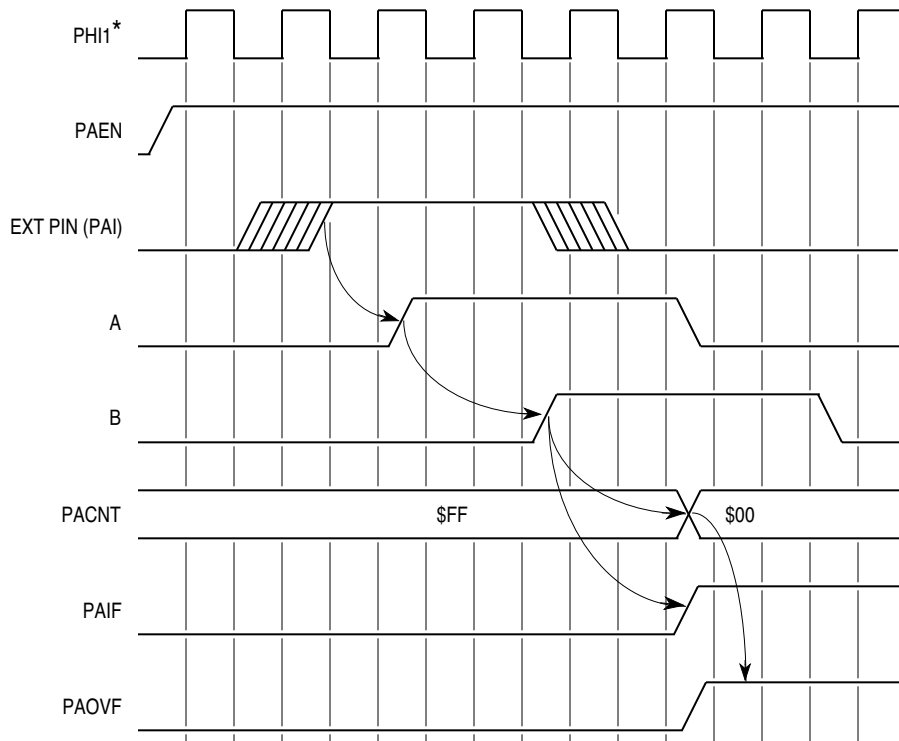 PHI1*
PAEN
EXT PIN (PAI)
A
B
PACNT $FF $00
PAIF
PAOVF